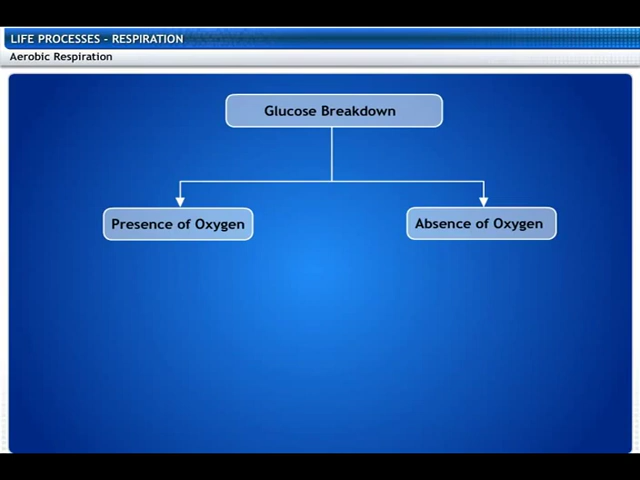 LIFE PROCESSES - RESPIRATION
Aerobic Respiration
Glucose Breakdown
Presence of Oxygen
Absence of Oxygen